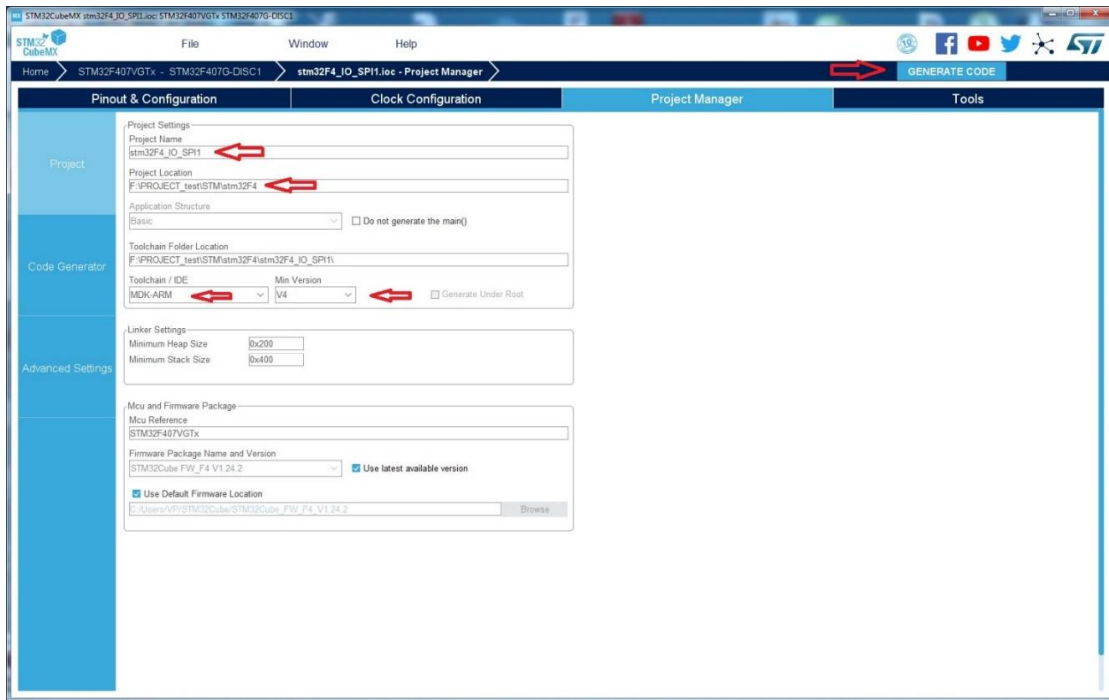 STM32CubeMX stm32F4_IO_SPI1.ioc: STM32F407VGTx STM32F407G-DISC1
STM32 CubeMX
File Window Help
10
ST
Home STM32F407VGTx - STM32F407G-DISC1 stm32F4_IO_SPI1.ioc - Project Manager GENERATE CODE
Pinout & Configuration Clock Configuration Project Manager Tools
Project
Code Generator
Advanced Settings
Project Settings
Project Name
stm32F4_IO_SPI1
Project Location
F:\PROJECT_test\STM\stm32F4
Application Structure
Basic Do not generate the main()
Toolchain Folder Location
F:\PROJECT_test\STM\stm32F4\stm32F4_IO_SPI1\
Toolchain / IDE Min Version
MDK-ARM V4 Generate Under Root
Linker Settings
Minimum Heap Size 0x200
Minimum Stack Size 0x400
Mcu and Firmware Package
Mcu Reference
STM32F407VGTx
Firmware Package Name and Version
STM32Cube FW_F4 V1.24.2 Use latest available version
Use Default Firmware Location
C:/Users/VP/STM32Cube/STM32Cube_FW_F4_V1.24.2 Browse